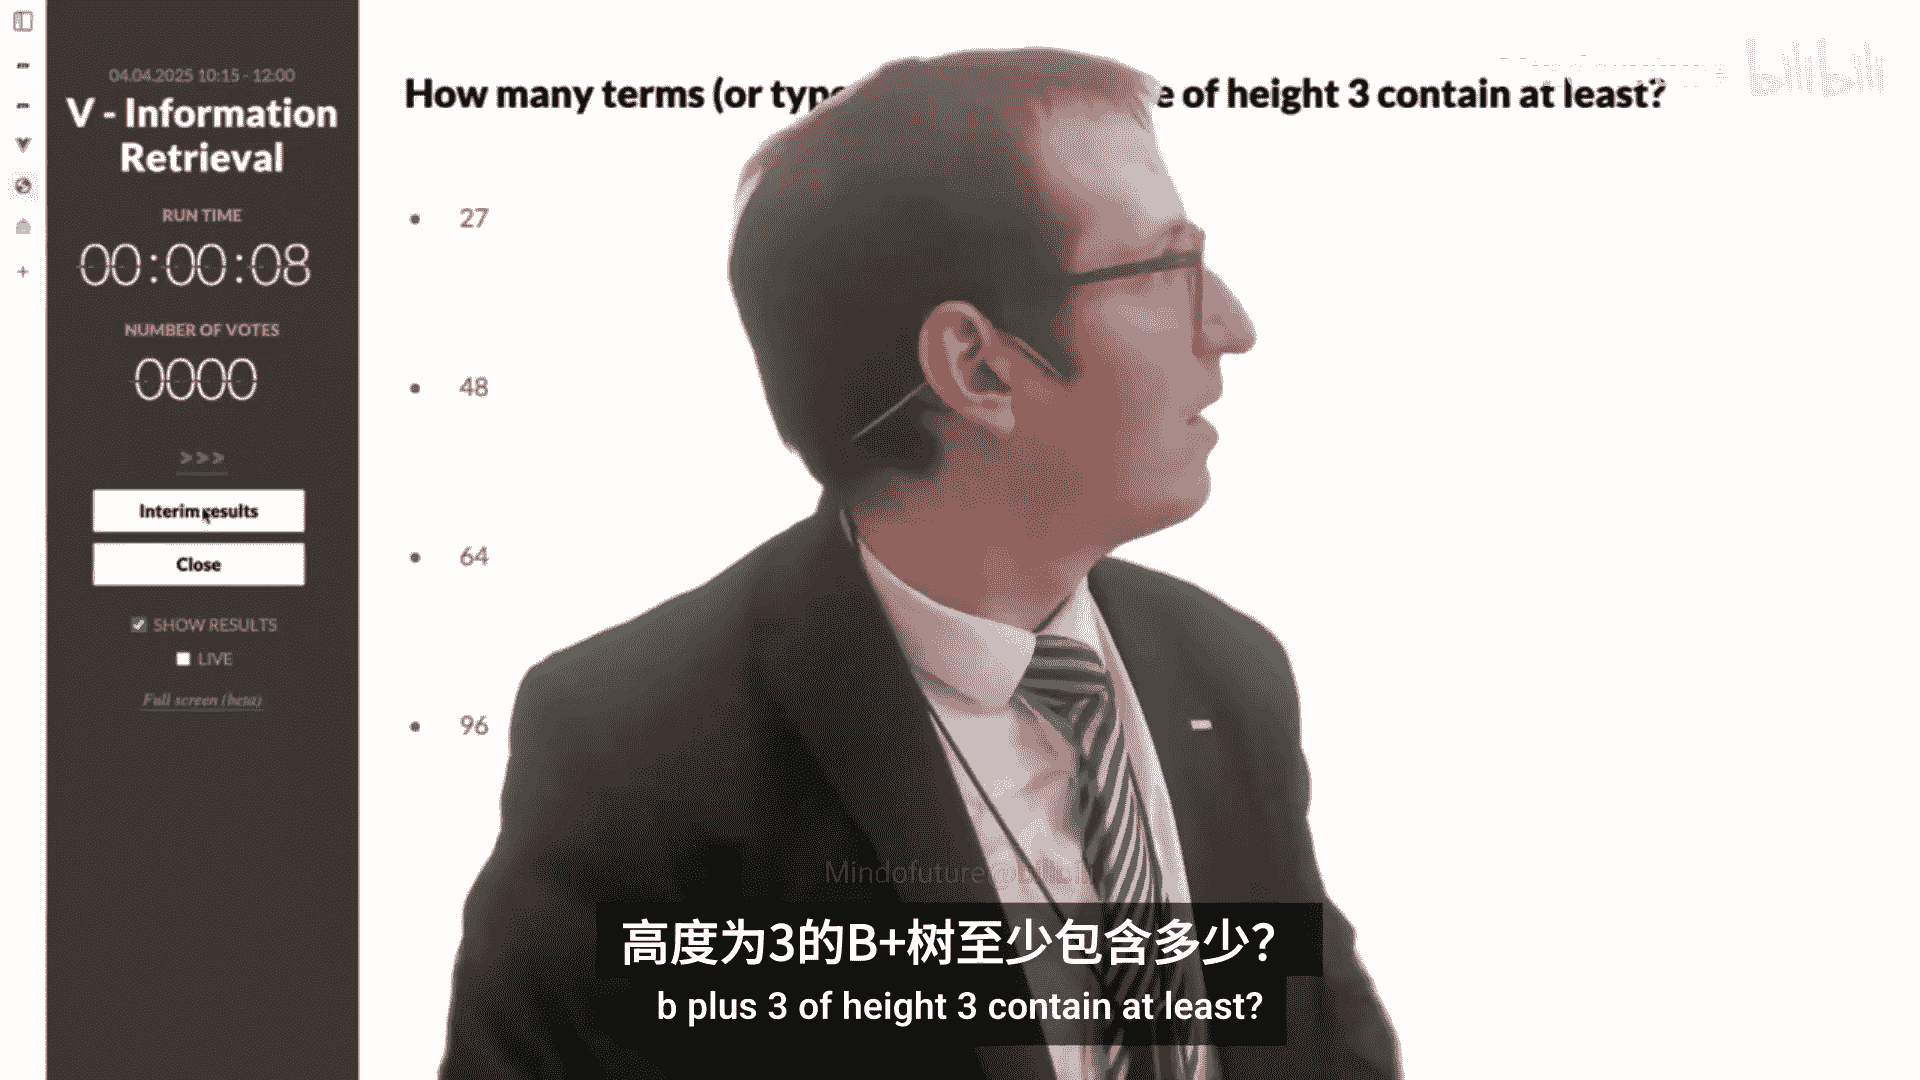 04.04.2025 10:15 - 12:00
V - Information
Retrieval
RUN TIME
00:00:08
NUMBER OF VOTES
0000
>>>
Interim results
Close
SHOW RESULTS
LIVE
Full screen (beta)
How many terms (or of height 3 contain at least?
27
48
64
96
bilibili
Mindofuture@bilibili
高度为3的B+树至少包含多少？
b plus 3 of height 3 contain at least?